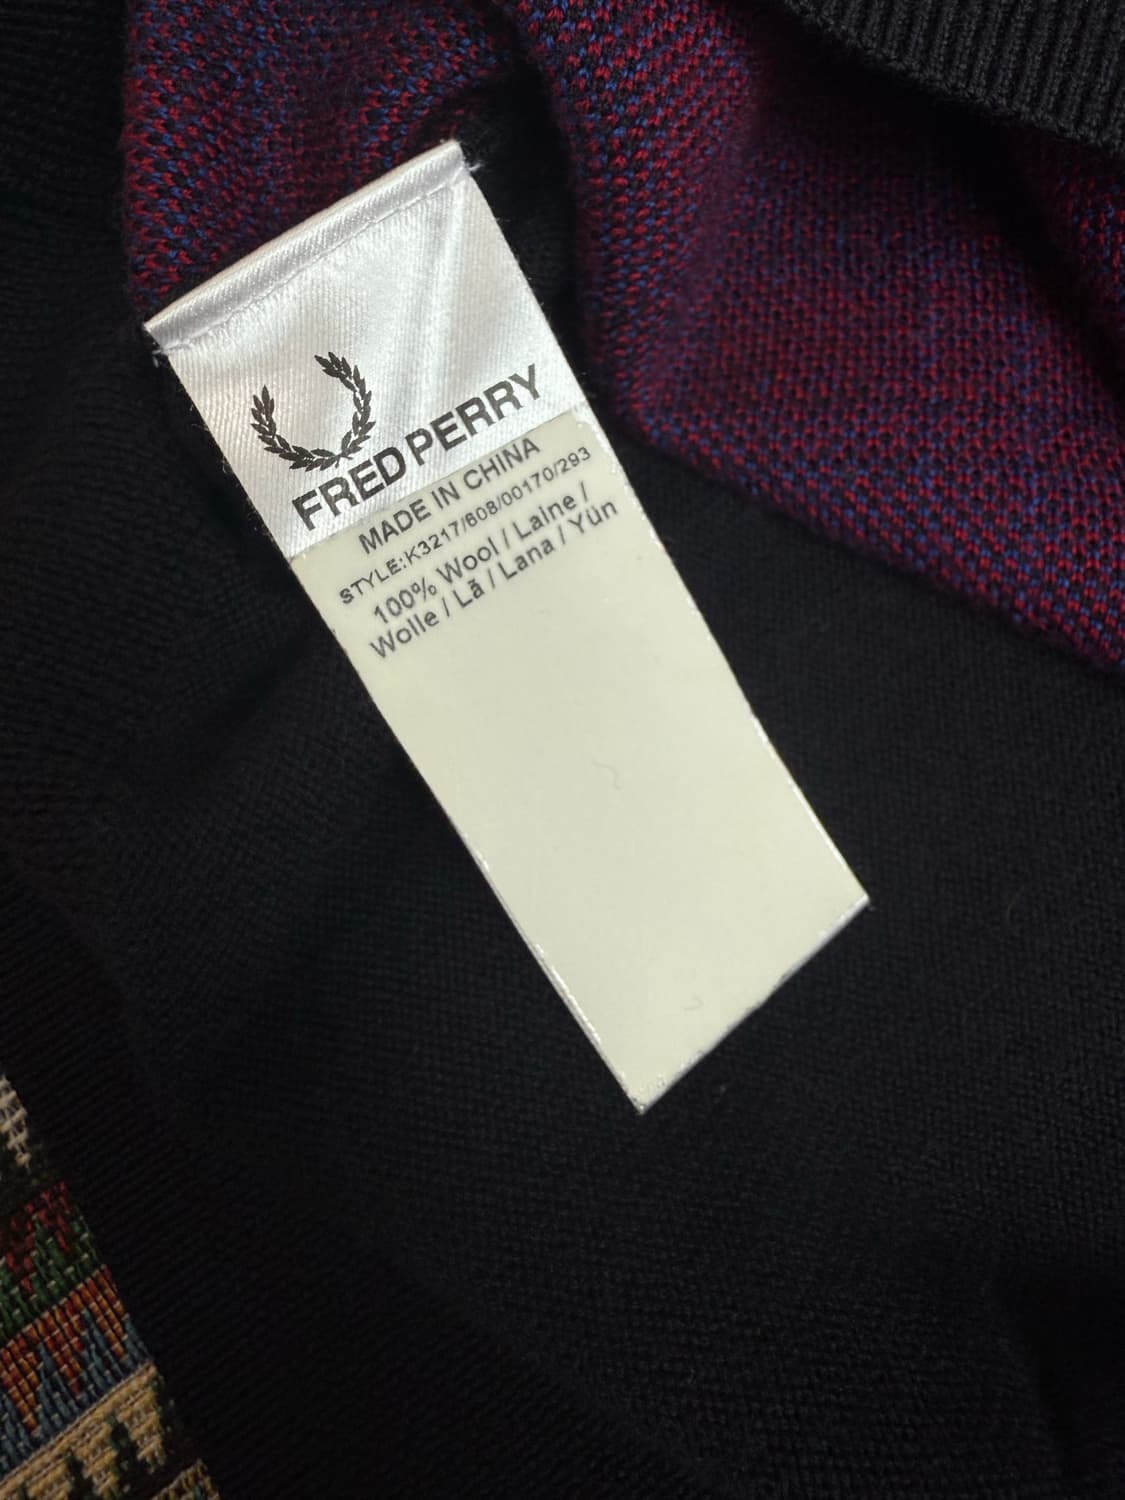 FRED PERRY
MADE IN CHINA
STYLE:K3217/608/00170/293
100% Wool / Laine /
Wolle / Lã / Lana / Yün